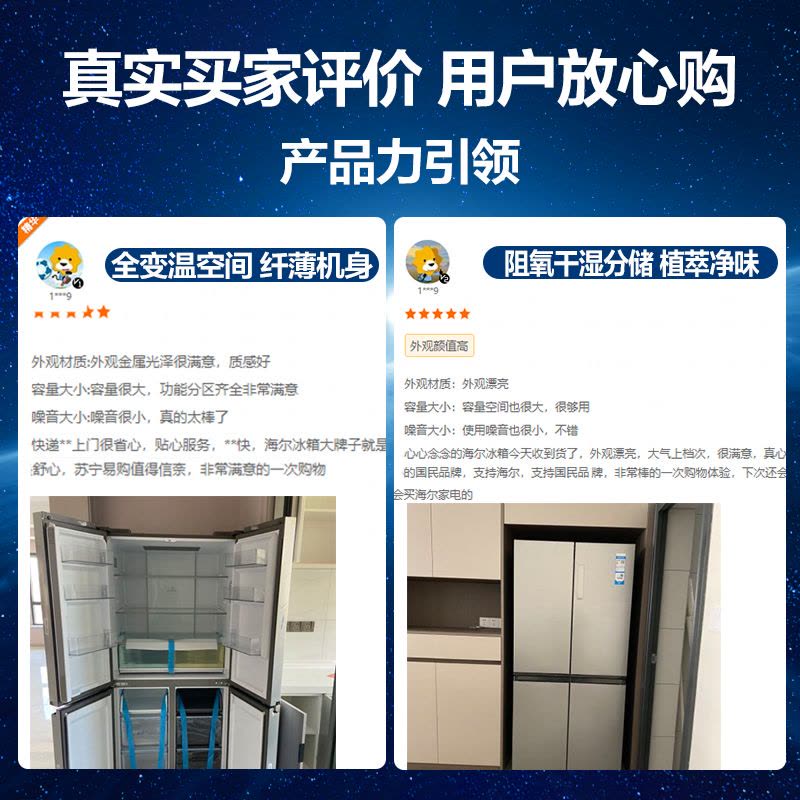 真实买家评价 用户放心购
产品力引领
精华
全变温空间 纤薄机身
1***9
外观材质:外观金属光泽很满意，质感好
容量大小:容量很大，功能分区齐全非常满意
噪音大小:噪音很小，真的太棒了
快递**上门很省心，贴心服务，**快，海尔冰箱大牌子就是
舒心，苏宁易购值得信奈，非常满意的一次购物
阻氧干湿分储 植萃净味
1***9
外观颜值高
外观材质：外观漂亮
容量大小：容量空间也很大，很够用
噪音大小：使用噪音也很小，不错
心心念念的海尔冰箱今天收到货了，外观漂亮，大气上档次，很满意，真心
的国民品牌，支持海尔，支持国民品牌，非常棒的一次购物体验，下次还会
会买海尔家电的